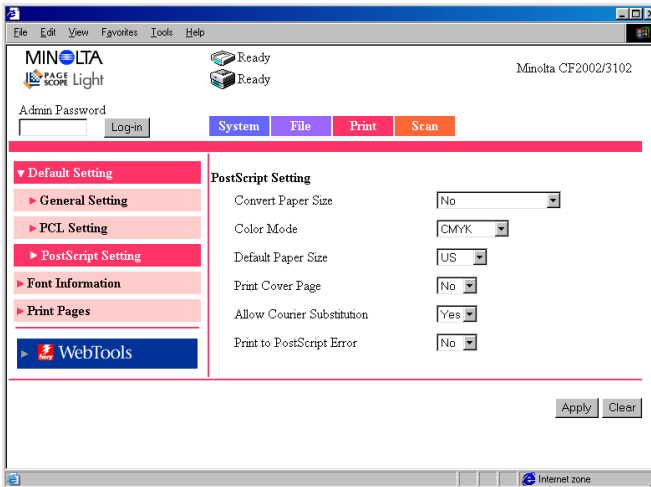 File Edit View Favorites Tools Help
MINOLTA
PAGE SCOPE Light
Ready
Ready
Minolta CF2002/3102
Admin Password
Log-in
System File Print Scan
Default Setting
General Setting
PCL Setting
PostScript Setting
Font Information
Print Pages
fiery WebTools
PostScript Setting
Convert Paper Size No
Color Mode CMYK
Default Paper Size US
Print Cover Page No
Allow Courier Substitution Yes
Print to PostScript Error No
Apply Clear
Internet zone